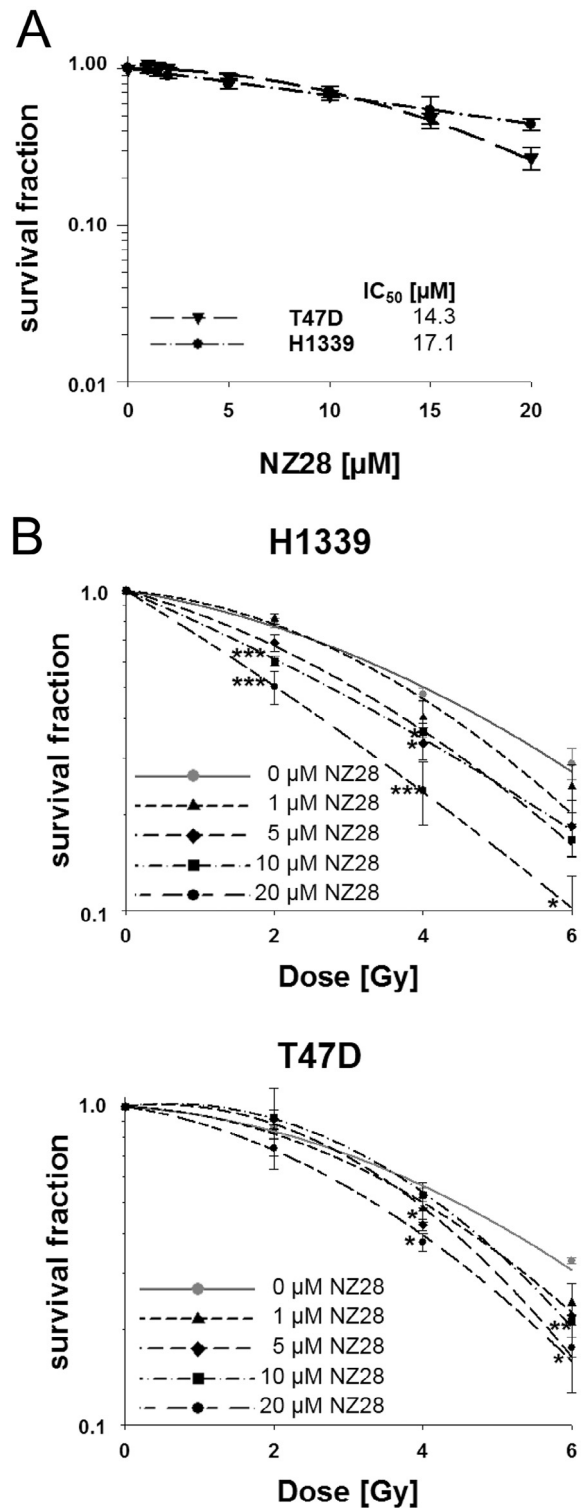 A
1.00
0.10
0.01
survival fraction
IC50 [µM]
T47D 14.3
H1339 17.1
0 5 10 15 20
NZ28 [µM]
B
H1339
1.0
***
***
*
*
***
*
survival fraction
0 µM NZ28
1 µM NZ28
5 µM NZ28
10 µM NZ28
20 µM NZ28
0.1
0 2 4 6
Dose [Gy]
T47D
1.0
*
*
**
*
survival fraction
0 µM NZ28
1 µM NZ28
5 µM NZ28
10 µM NZ28
20 µM NZ28
0.1
0 2 4 6
Dose [Gy]